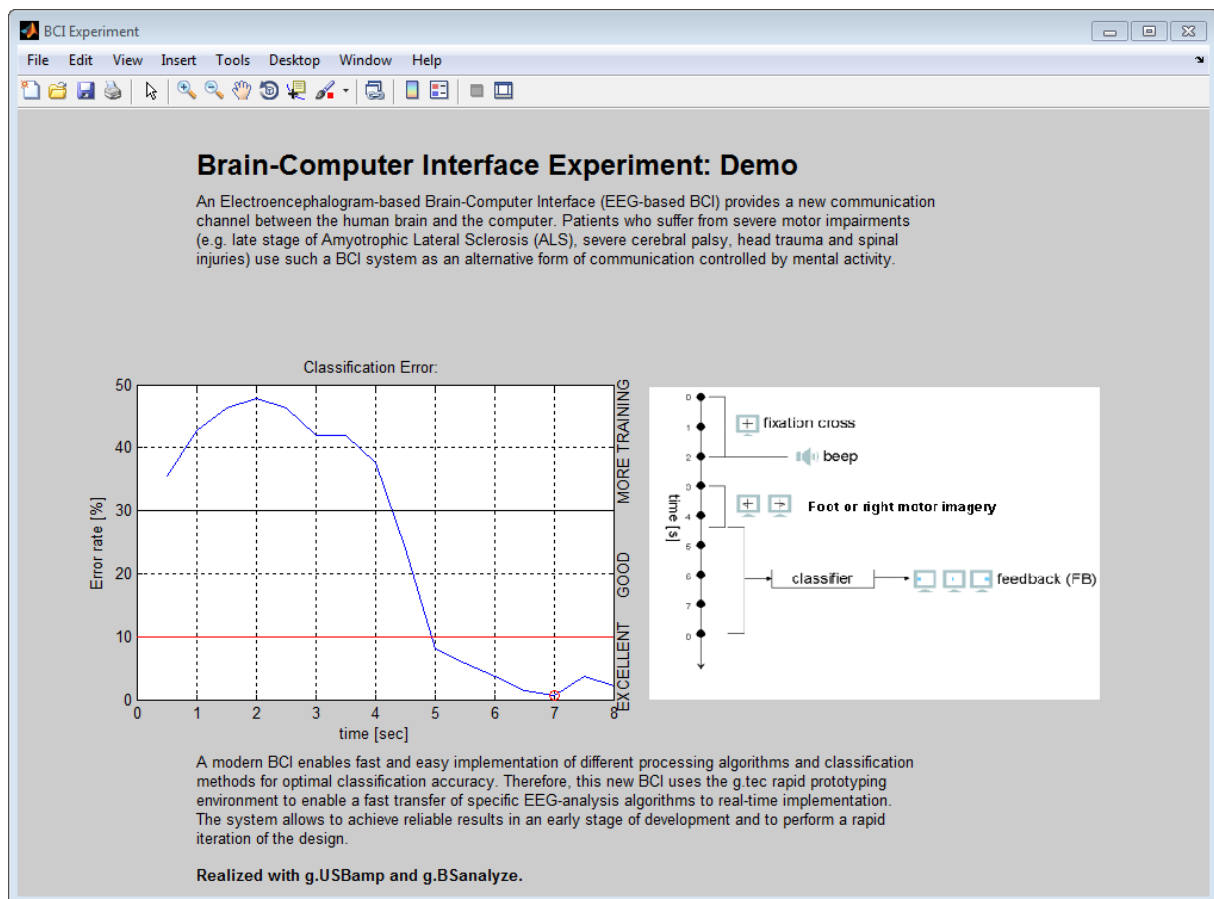 BCI Experiment
File Edit View Insert Tools Desktop Window Help
Brain-Computer Interface Experiment: Demo
An Electroencephalogram-based Brain-Computer Interface (EEG-based BCI) provides a new communication
channel between the human brain and the computer. Patients who suffer from severe motor impairments
(e.g. late stage of Amyotrophic Lateral Sclerosis (ALS), severe cerebral palsy, head trauma and spinal
injuries) use such a BCI system as an alternative form of communication controlled by mental activity.
Classification Error:
50
40
30
20
10
0
Error rate [%]
0 1 2 3 4 5 6 7 8
time [sec]
MORE TRAINING
GOOD
EXCELLENT
0
1
2
3
4
5
6
7
time [s]
fixation cross
beep
Foot or right motor imagery
classifier
feedback (FB)
A modern BCI enables fast and easy implementation of different processing algorithms and classification
methods for optimal classification accuracy. Therefore, this new BCI uses the g.tec rapid prototyping
environment to enable a fast transfer of specific EEG-analysis algorithms to real-time implementation.
The system allows to achieve reliable results in an early stage of development and to perform a rapid
iteration of the design.
Realized with g.USBamp and g.BSanalyze.